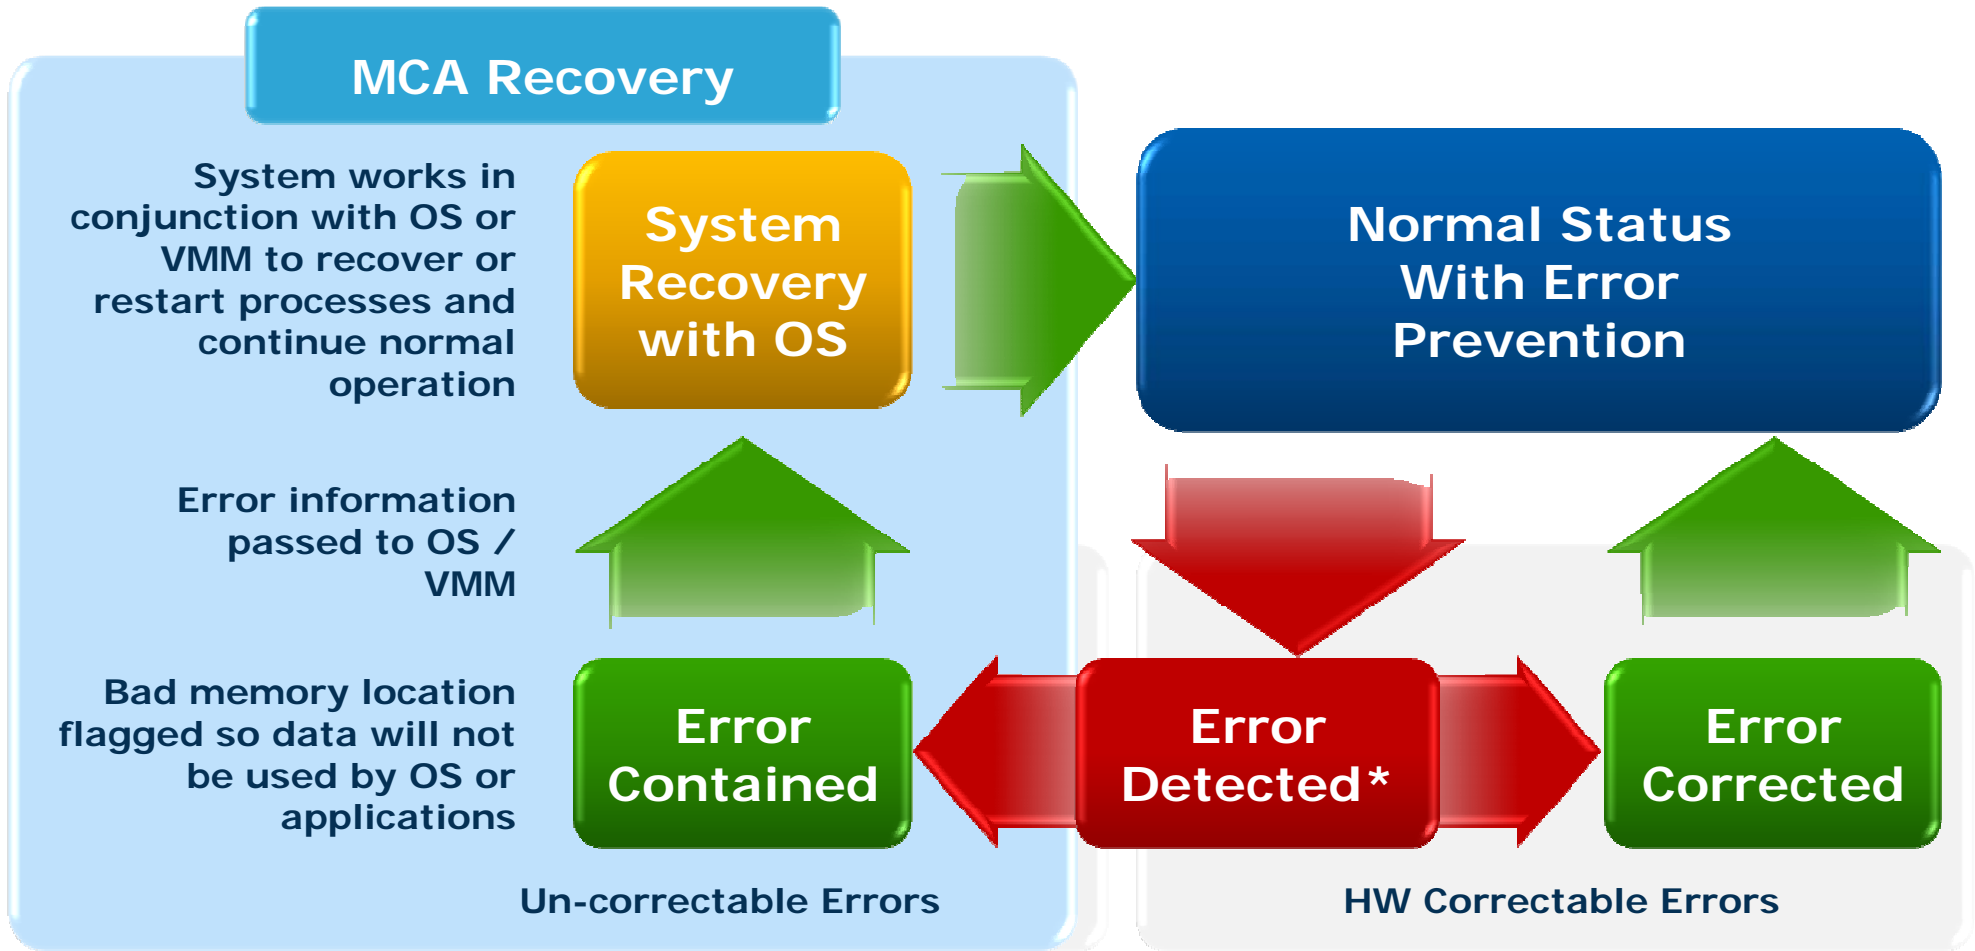 MCA Recovery
System works in
conjunction with OS or
VMM to recover or
restart processes and
continue normal
operation
System
Recovery
with OS
Normal Status
With Error
Prevention
Error information
passed to OS /
VMM
Bad memory location
flagged so data will not
be used by OS or
applications
Error
Contained
Error
Detected*
Error
Corrected
Un-correctable Errors
HW Correctable Errors